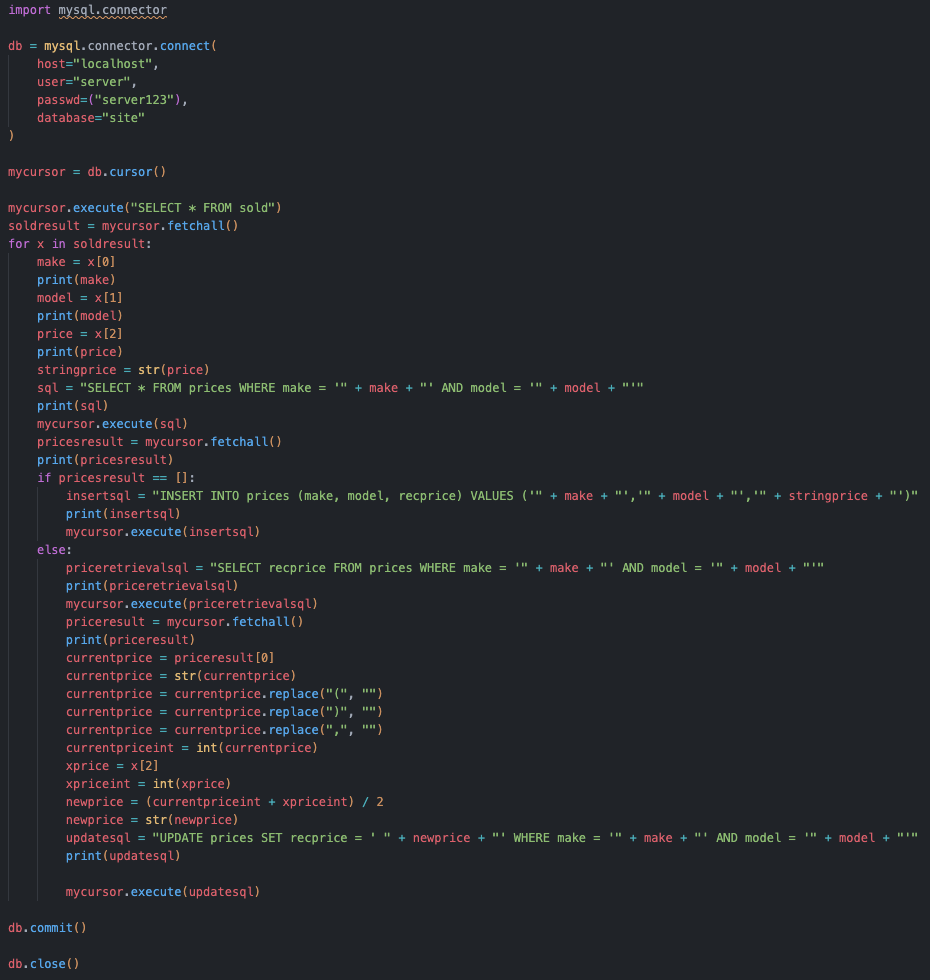 import mysql.connector
db = mysql.connector.connect(
    host="localhost",
    user="server",
    passwd=("server123"),
    database="site"
)
mycursor = db.cursor()
mycursor.execute("SELECT * FROM sold")
soldresult = mycursor.fetchall()
for x in soldresult:
    make = x[0]
    print(make)
    model = x[1]
    print(model)
    price = x[2]
    print(price)
    stringprice = str(price)
    sql = "SELECT * FROM prices WHERE make = '" + make + "' AND model = '" + model + "'"
    print(sql)
    mycursor.execute(sql)
    pricesresult = mycursor.fetchall()
    print(pricesresult)
    if pricesresult == []:
        insertsql = "INSERT INTO prices (make, model, recprice) VALUES ('" + make + "','" + model + "','" + stringprice + "')"
        print(insertsql)
        mycursor.execute(insertsql)
    else:
        priceretrievalsql = "SELECT recprice FROM prices WHERE make = '" + make + "' AND model = '" + model + "'"
        print(priceretrievalsql)
        mycursor.execute(priceretrievalsql)
        priceresult = mycursor.fetchall()
        print(priceresult)
        currentprice = priceresult[0]
        currentprice = str(currentprice)
        currentprice = currentprice.replace("(", "")
        currentprice = currentprice.replace(")", "")
        currentprice = currentprice.replace(",", "")
        currentpriceint = int(currentprice)
        xprice = x[2]
        xpriceint = int(xprice)
        newprice = (currentpriceint + xpriceint) / 2
        newprice = str(newprice)
        updatesql = "UPDATE prices SET recprice = ' " + newprice + "' WHERE make = '" + make + "' AND model = '" + model + "'"
        print(updatesql)
        mycursor.execute(updatesql)
db.commit()
db.close()